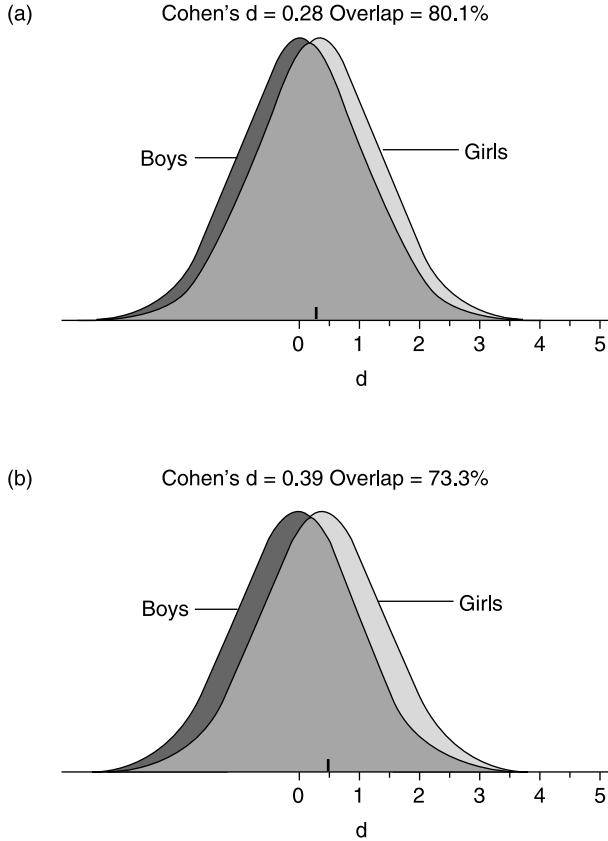 (a)
Cohen’s d = 0.28 Overlap = 80.1%
Boys
Girls
0 1 2 3 4 5
d
(b)
Cohen’s d = 0.39 Overlap = 73.3%
Boys
Girls
0 1 2 3 4 5
d